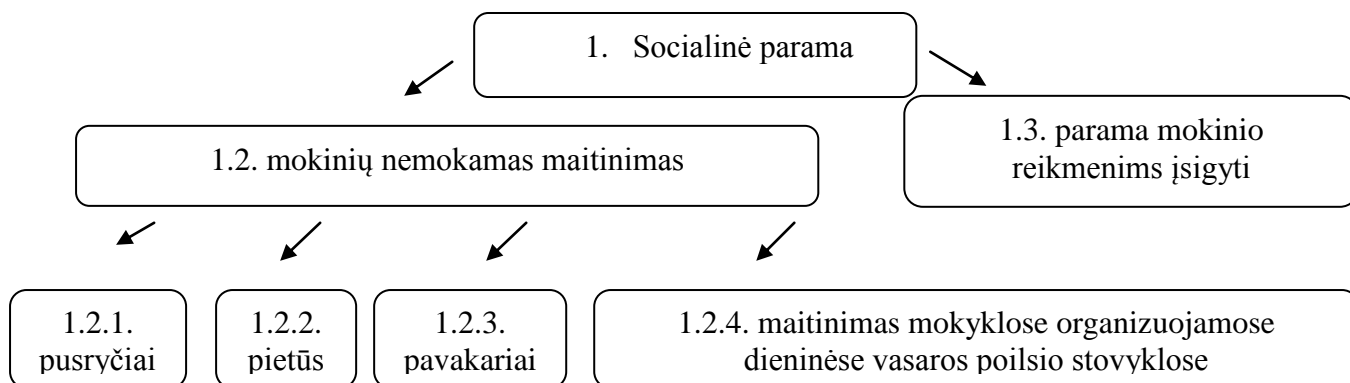 1. Socialinė parama
1.2. mokinių nemokamas maitinimas
1.3. parama mokinio
reikmenims įsigyti
1.2.1.
pusryčiai
1.2.2.
pietūs
1.2.3.
pavakariai
1.2.4. maitinimas mokyklose organizuojamose
dieninėse vasaros poilsio stovyklose